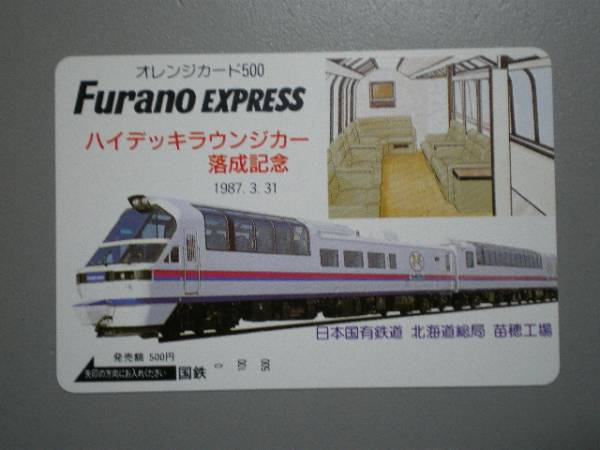 オレンジカード500
Furano EXPRESS
ハイデッキラウンジカー
落成記念
1987. 3. 31
日本国有鉄道 北海道総局 苗穂工場
発売額 500円
矢印の方向にお入れください 国鉄 0 100 500